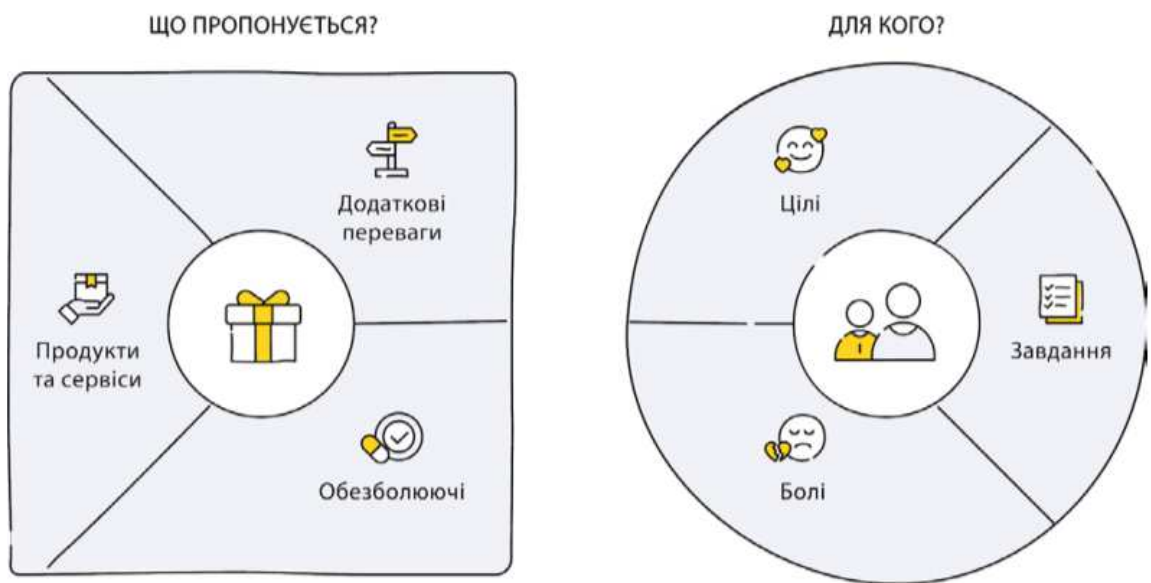 ЩО ПРОПОНУЄТЬСЯ?
Додаткові
переваги
Продукти
та сервіси
Обезболюючі
ДЛЯ КОГО?
Цілі
Завдання
Болі